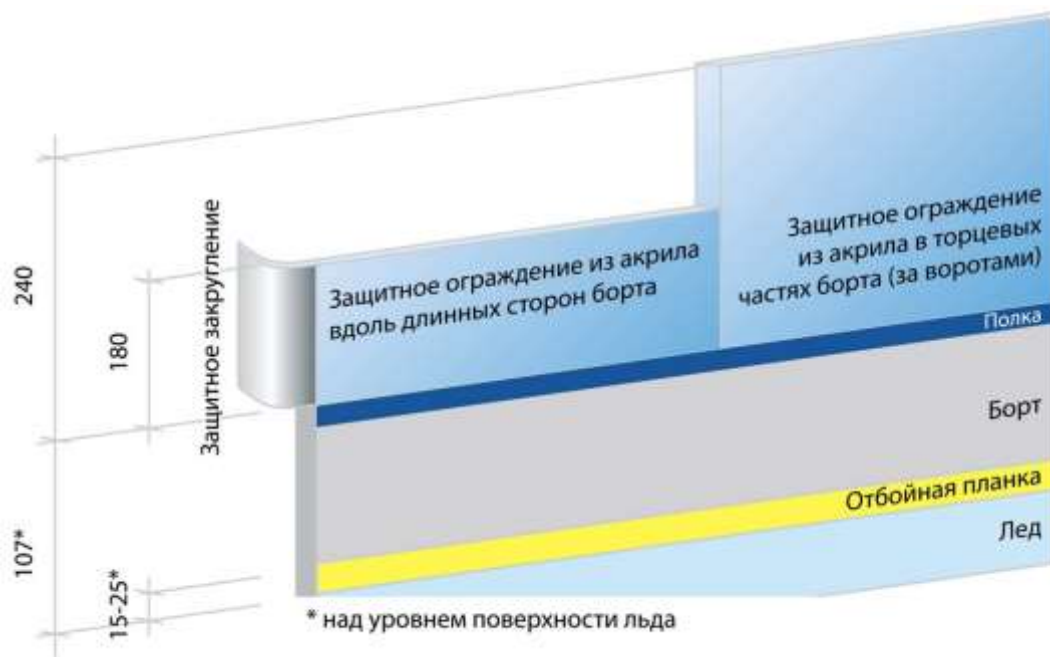 240
180
107*
15-25*
Защитное закругление
Защитное ограждение из акрила
вдоль длинных сторон борта
Защитное ограждение
из акрила в торцевых
частях борта (за воротами)
Полка
Борт
Отбойная планка
Лед
* над уровнем поверхности льда